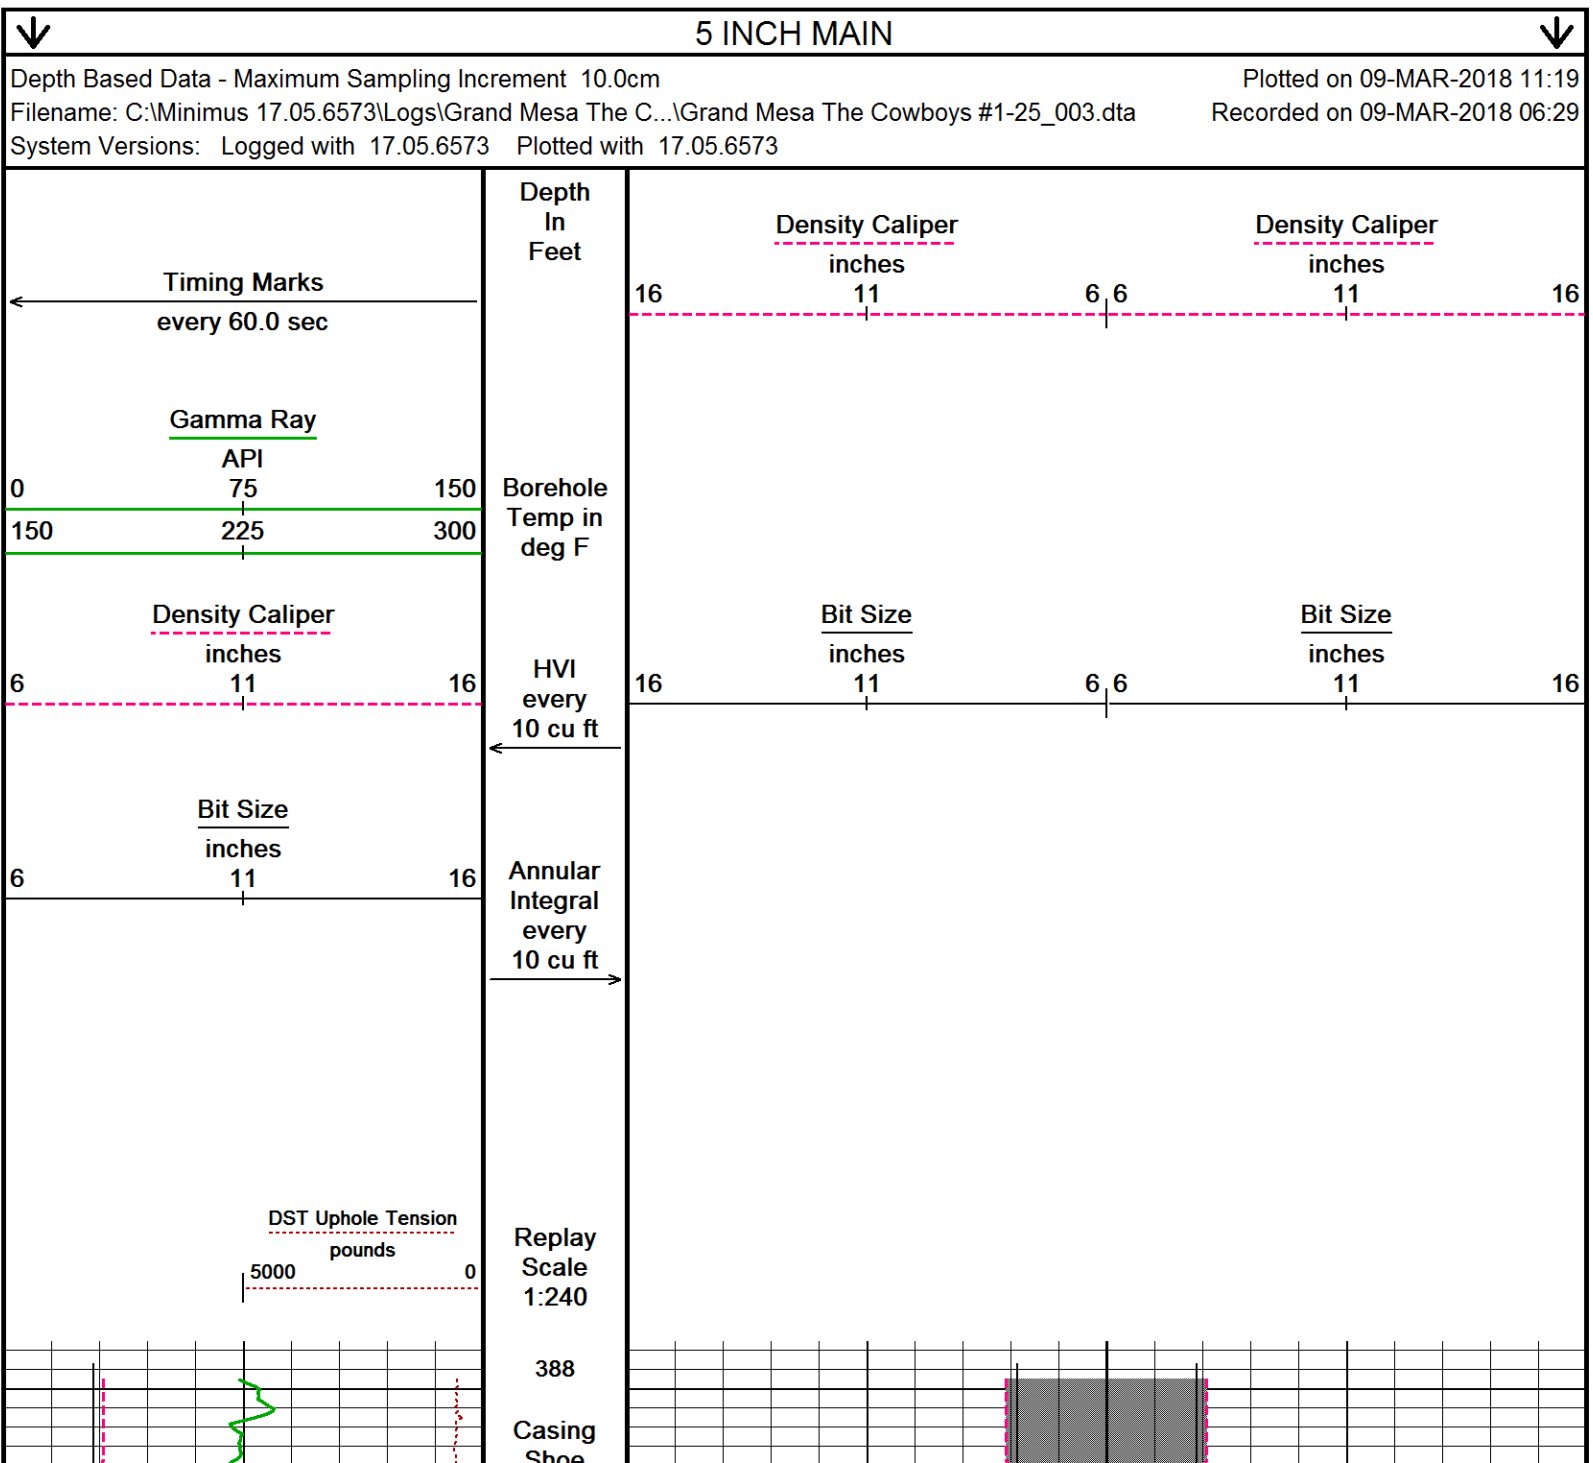 5 INCH MAIN
Depth Based Data - Maximum Sampling Increment 10.0cm
Plotted on 09-MAR-2018 11:19
Filename: C:\Minimus 17.05.6573\Logs\Grand Mesa The C...\Grand Mesa The Cowboys #1-25_003.dta
Recorded on 09-MAR-2018 06:29
System Versions: Logged with 17.05.6573 Plotted with 17.05.6573
Timing Marks
every 60.0 sec
Gamma Ray
API
0 75 150
150 225 300
Density Caliper
inches
6 11 16
Bit Size
inches
6 11 16
DST Uphole Tension
pounds
5000 0
Depth
In
Feet
Borehole
Temp in
deg F
HVI
every
10 cu ft
Annular
Integral
every
10 cu ft
Replay
Scale
1:240
388
Casing
Shoe
Density Caliper
inches
16 11 6
Density Caliper
inches
6 11 16
Bit Size
inches
16 11 6
Bit Size
inches
6 11 16